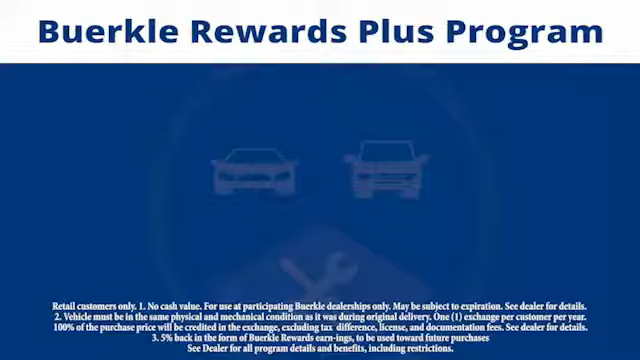 Buerkle Rewards Plus Program
Retail customers only. 1. No cash value. For use at participating Buerkle dealerships only. May be subject to expiration. See dealer for details.
2. Vehicle must be in the same physical and mechanical condition as it was during original delivery. One (1) exchange per customer per year.
100% of the purchase price will be credited in the exchange, excluding tax difference, license, and documentation fees. See dealer for details.
3. 5% back in the form of Buerkle Rewards earn-ings, to be used toward future purchases
See Dealer for all program details and benefits, including restrictions.